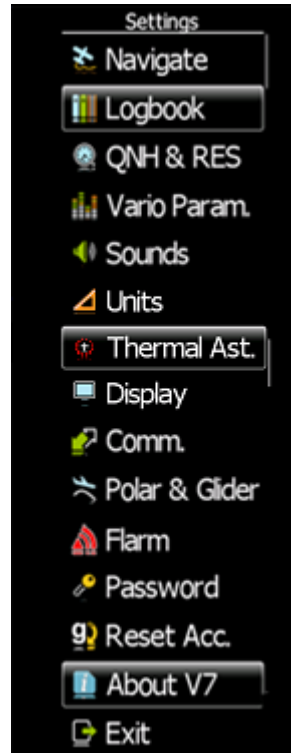 Settings
Navigate
Logbook
QNH & RES
Vario Param.
Sounds
Units
Thermal Ast.
Display
Comm.
Polar & Glider
Flarm
Password
Reset Acc.
About V7
Exit